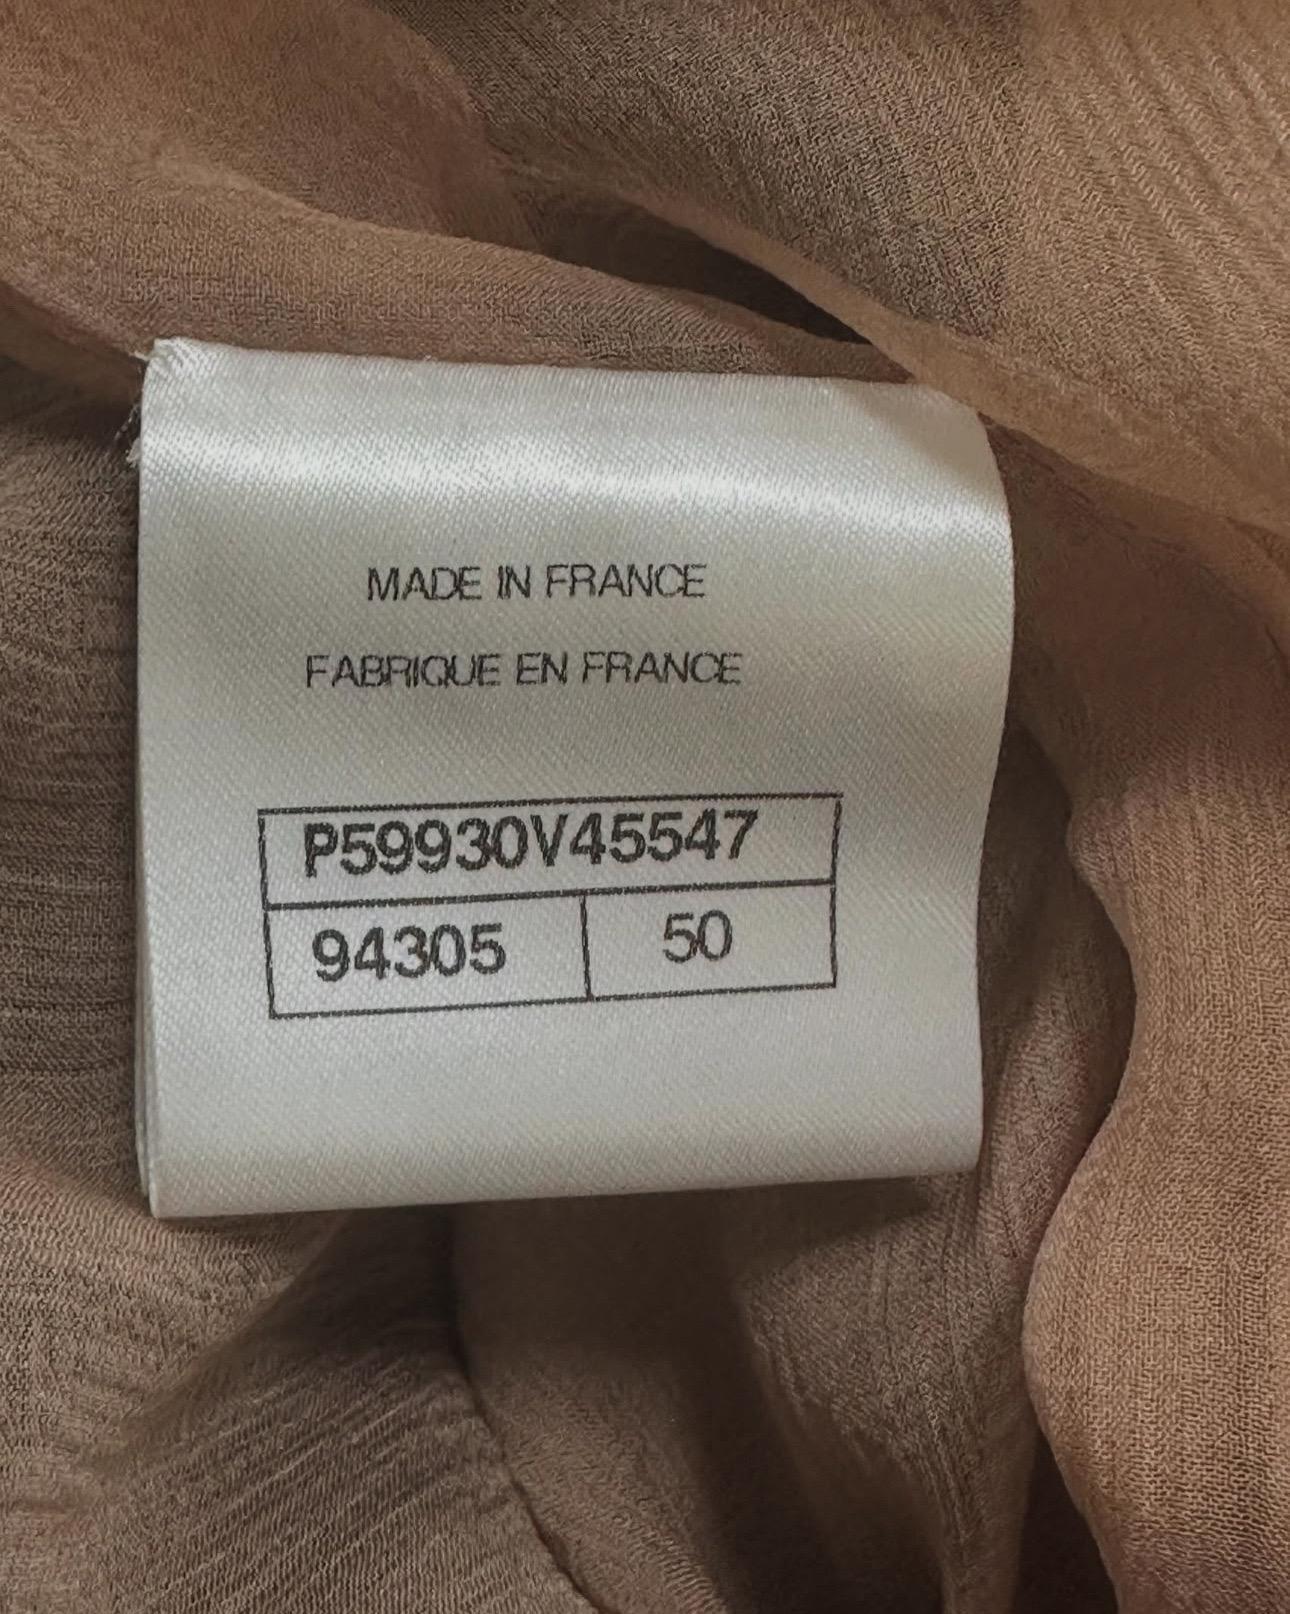 MADE IN FRANCE
FABRIQUE EN FRANCE
P59930V45547
94305 50